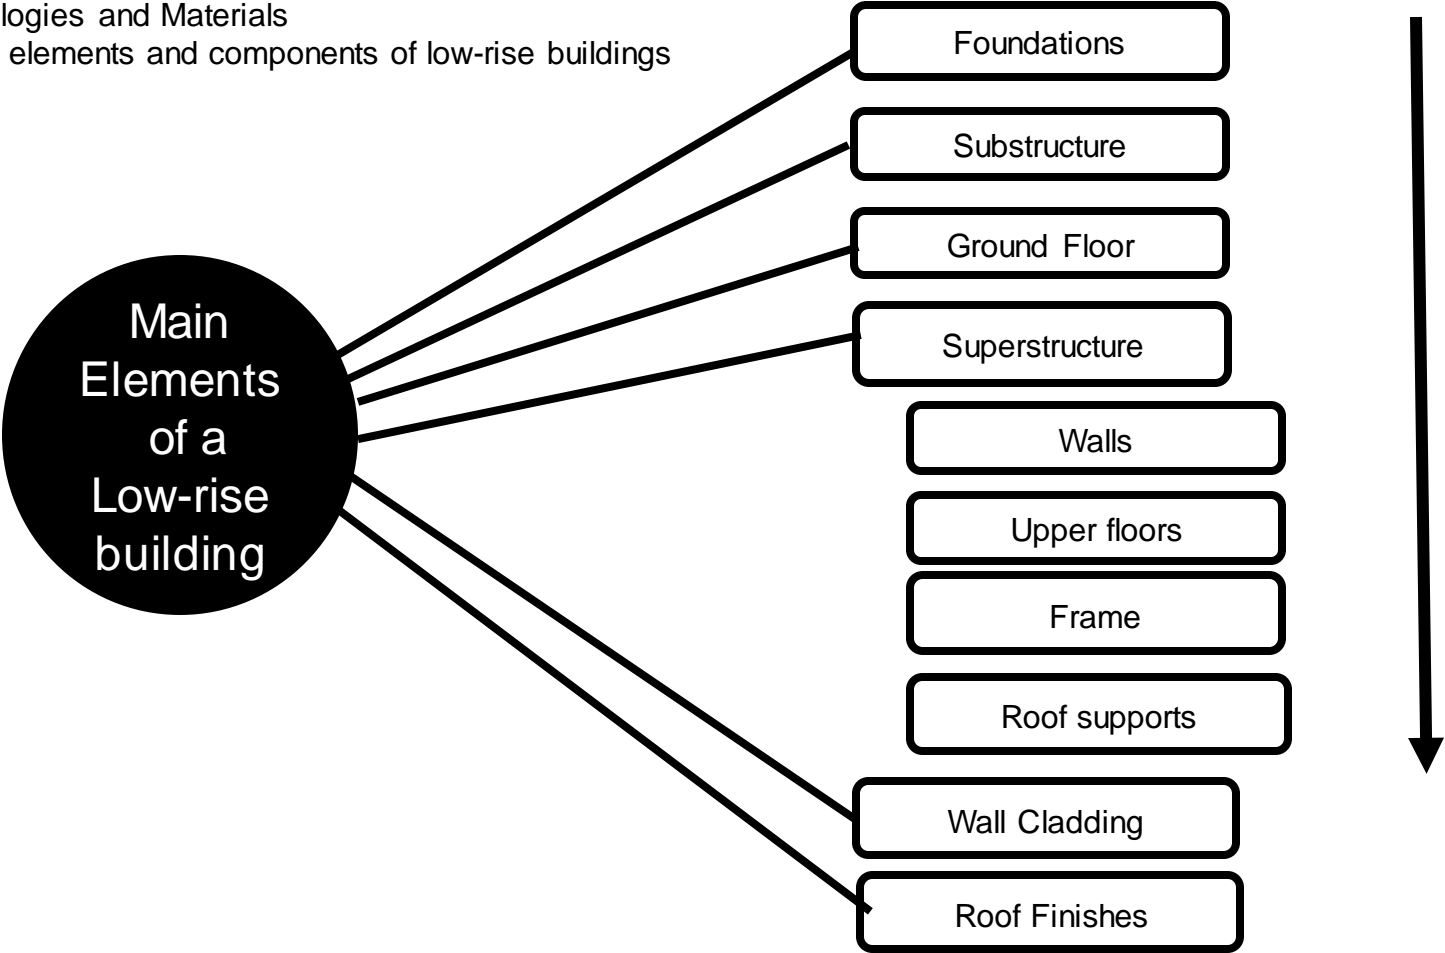 logies and Materials
elements and components of low-rise buildings
Foundations
Substructure
Ground Floor
Superstructure
Main
Elements
of a
Low-rise
building
Walls
Upper floors
Frame
Roof supports
Wall Cladding
Roof Finishes